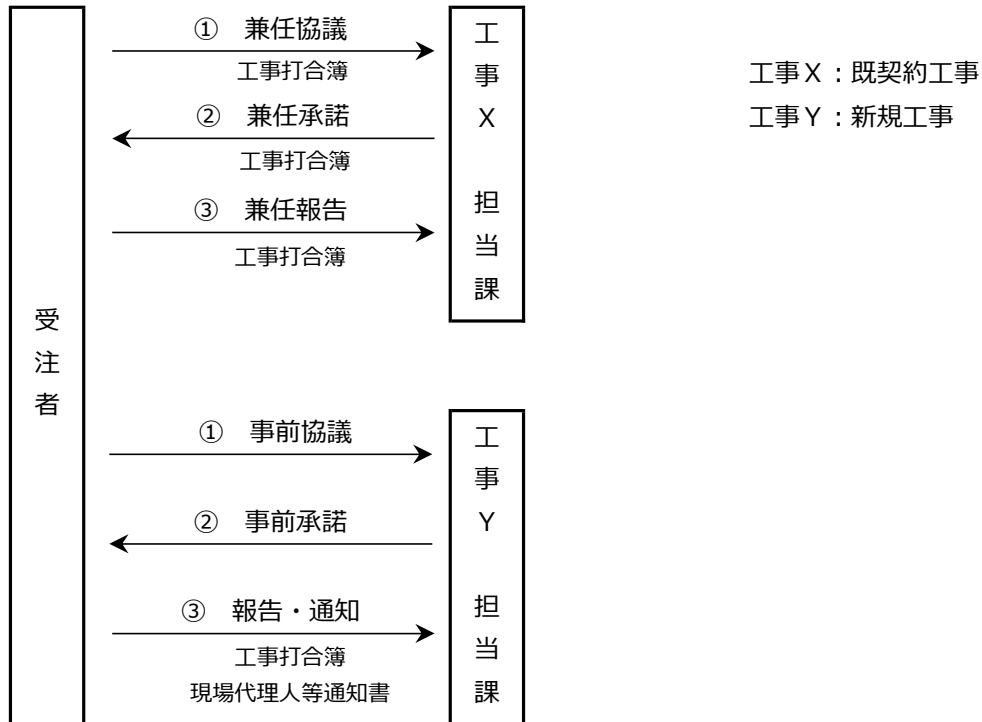 受注者
① 兼任協議
工事打合簿
② 兼任承諾
工事打合簿
③ 兼任報告
工事打合簿
工事X 担当課
工事X：既契約工事
工事Y：新規工事
① 事前協議
② 事前承諾
③ 報告・通知
工事打合簿
現場代理人等通知書
工事Y 担当課